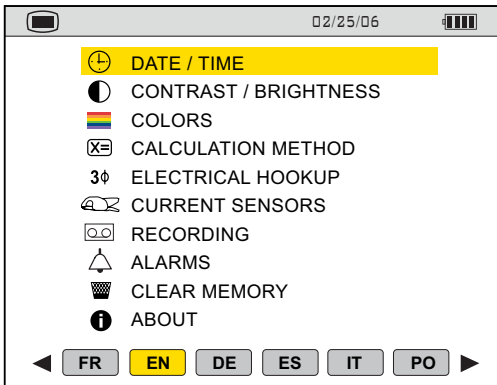 02/25/06
DATE / TIME
CONTRAST / BRIGHTNESS
COLORS
X= CALCULATION METHOD
3ϕ ELECTRICAL HOOKUP
CURRENT SENSORS
RECORDING
ALARMS
CLEAR MEMORY
i ABOUT
FR EN DE ES IT PO